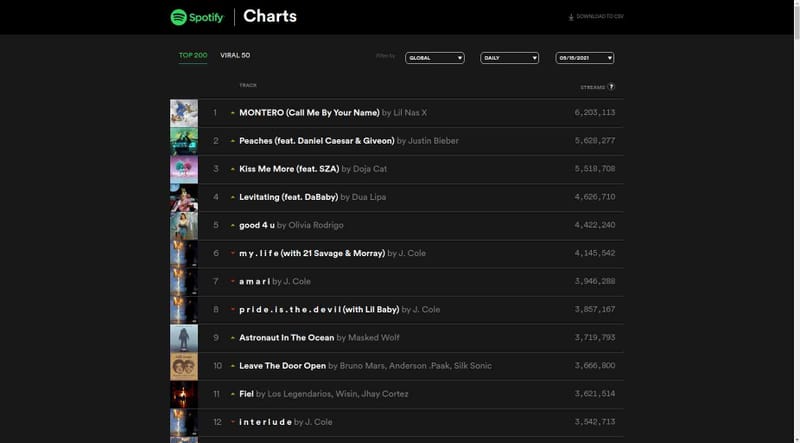 Spotify Charts
DOWNLOAD TO CSV
TOP 200 VIRAL 50 Filter by GLOBAL DAILY 05/15/2021
TRACK STREAMS ?
1 MONTERO (Call Me By Your Name) by Lil Nas X 6,203,113
2 Peaches (feat. Daniel Caesar & Giveon) by Justin Bieber 5,628,277
3 Kiss Me More (feat. SZA) by Doja Cat 5,518,708
4 Levitating (feat. DaBaby) by Dua Lipa 4,626,710
5 good 4 u by Olivia Rodrigo 4,422,240
6 m y . l i f e (with 21 Savage & Morray) by J. Cole 4,145,542
7 a m a r i by J. Cole 3,946,288
8 p r i d e . i s . t h e . d e v i l (with Lil Baby) by J. Cole 3,857,167
9 Astronaut In The Ocean by Masked Wolf 3,719,793
10 Leave The Door Open by Bruno Mars, Anderson .Paak, Silk Sonic 3,666,800
11 Fiel by Los Legendarios, Wisin, Jhay Cortez 3,621,514
12 i n t e r l u d e by J. Cole 3,542,713